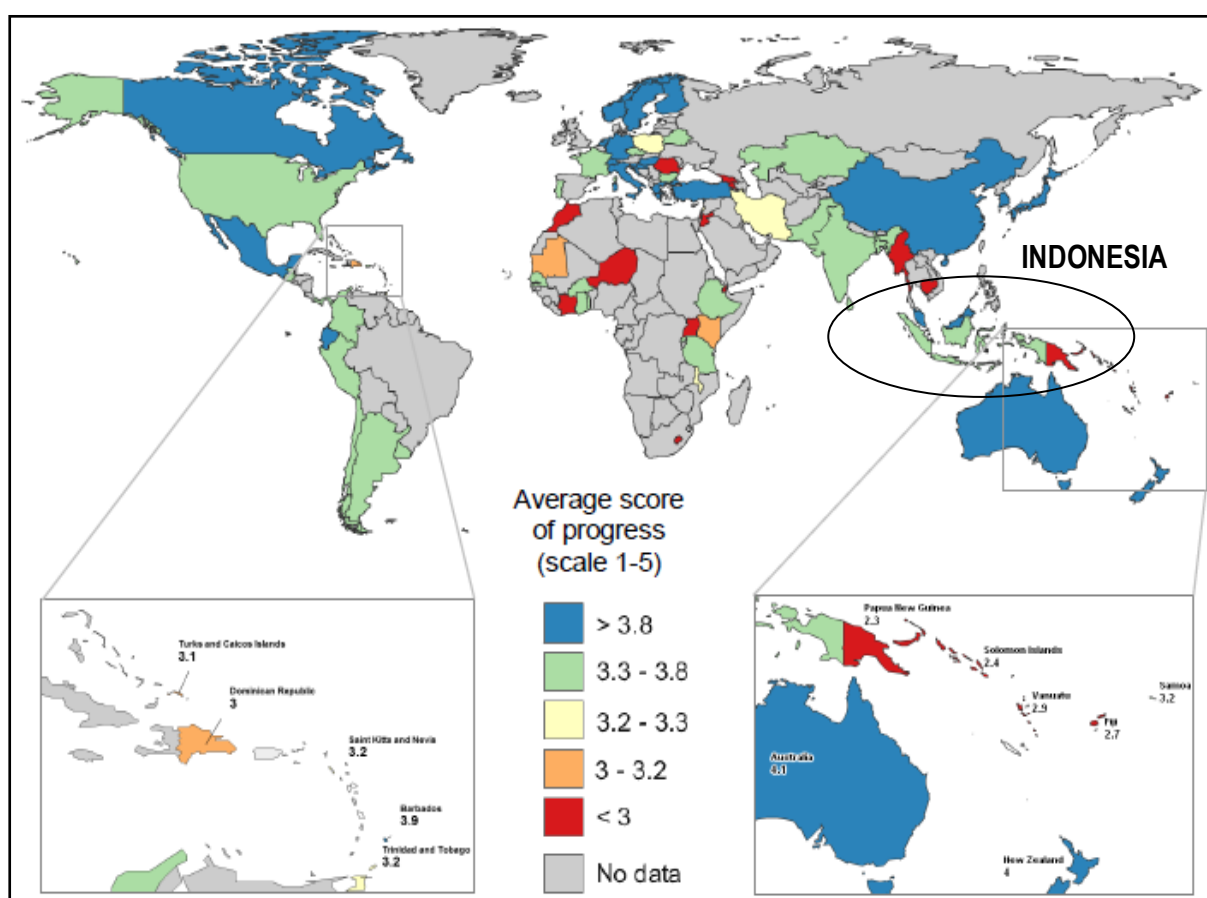 INDONESIA
Average score
of progress
(scale 1-5)
> 3.8
3.3 - 3.8
3.2 - 3.3
3 - 3.2
< 3
No data
Turks and Caicos Islands
3.1
Dominican Republic
3
Saint Kitts and Nevis
3.2
Barbados
3.9
Trinidad and Tobago
3.2
Papua New Guinea
2.3
Solomon Islands
2.4
Samoa
3.2
Vanuatu
2.9
Fiji
2.7
Australia
4.1
New Zealand
4